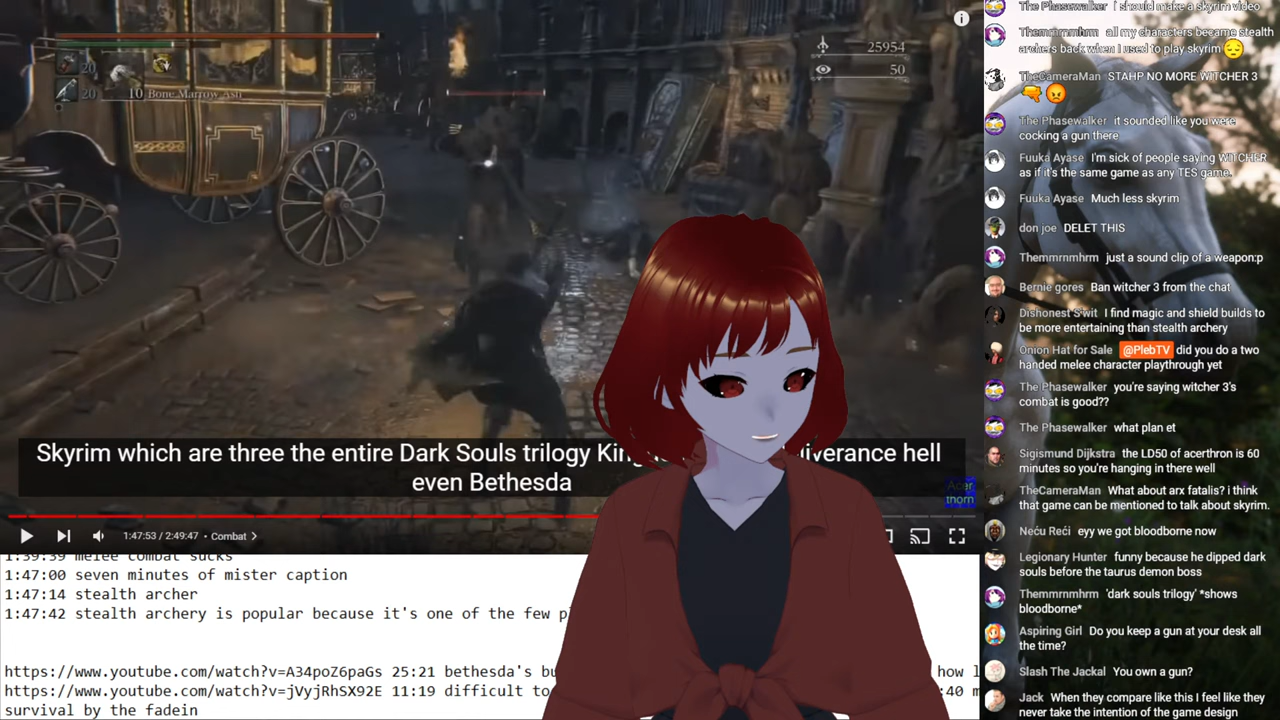 25954
50
20
20
10 Bone Marrow Ash
Skyrim which are three the entire Dark Souls trilogy
iverance hell
even Bethesda
Acer
thorn
1:47:53 / 2:49:47 • Combat >
1:39:39 melee combat sucks
1:47:00 seven minutes of mister caption
1:47:14 stealth archer
1:47:42 stealth archery is popular because it's one of the few
https://www.youtube.com/watch?v=A34poZ6paGs 25:21 bethesda's
how
https://www.youtube.com/watch?v=jVyjRhSX92E 11:19 difficult to
:40
survival by the fadein
The Phasewalker i should make a skyrim video
Themmrnmhrm all my characters became stealth
archers back when I used to play skyrim
TheCameraMan STAHP NO MORE WITCHER 3
The Phasewalker it sounded like you were
cocking a gun there
Fuuka Ayase I'm sick of people saying WITCHER
as if it's the same game as any TES game.
Fuuka Ayase Much less skyrim
don joe DELET THIS
Themmrnmhrm just a sound clip of a weapon:p
Bernie gores Ban witcher 3 from the chat
Dishonest S'wit I find magic and shield builds to
be more entertaining than stealth archery
Onion Hat for Sale @PlebTV did you do a two
handed melee character playthrough yet
The Phasewalker you're saying witcher 3's
combat is good??
The Phasewalker what plan et
Sigismund Dijkstra the LD50 of acerthron is 60
minutes so you're hanging in there well
TheCameraMan What about arx fatalis? i think
that game can be mentioned to talk about skyrim.
Neću Reći eyy we got bloodborne now
Legionary Hunter funny because he dipped dark
souls before the taurus demon boss
Themmrnmhrm 'dark souls trilogy' *shows
bloodborne*
Aspiring Girl Do you keep a gun at your desk all
the time?
Slash The Jackal You own a gun?
Jack When they compare like this I feel like they
never take the intention of the game design